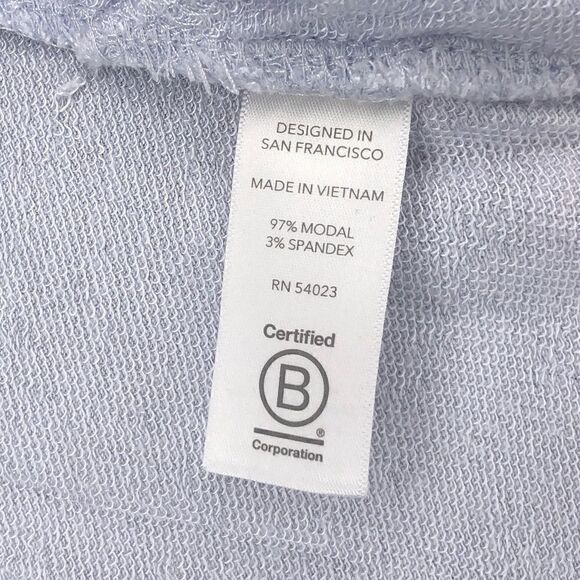 DESIGNED IN
SAN FRANCISCO
MADE IN VIETNAM
97% MODAL
3% SPANDEX
RN 54023
Certified
B
®
Corporation